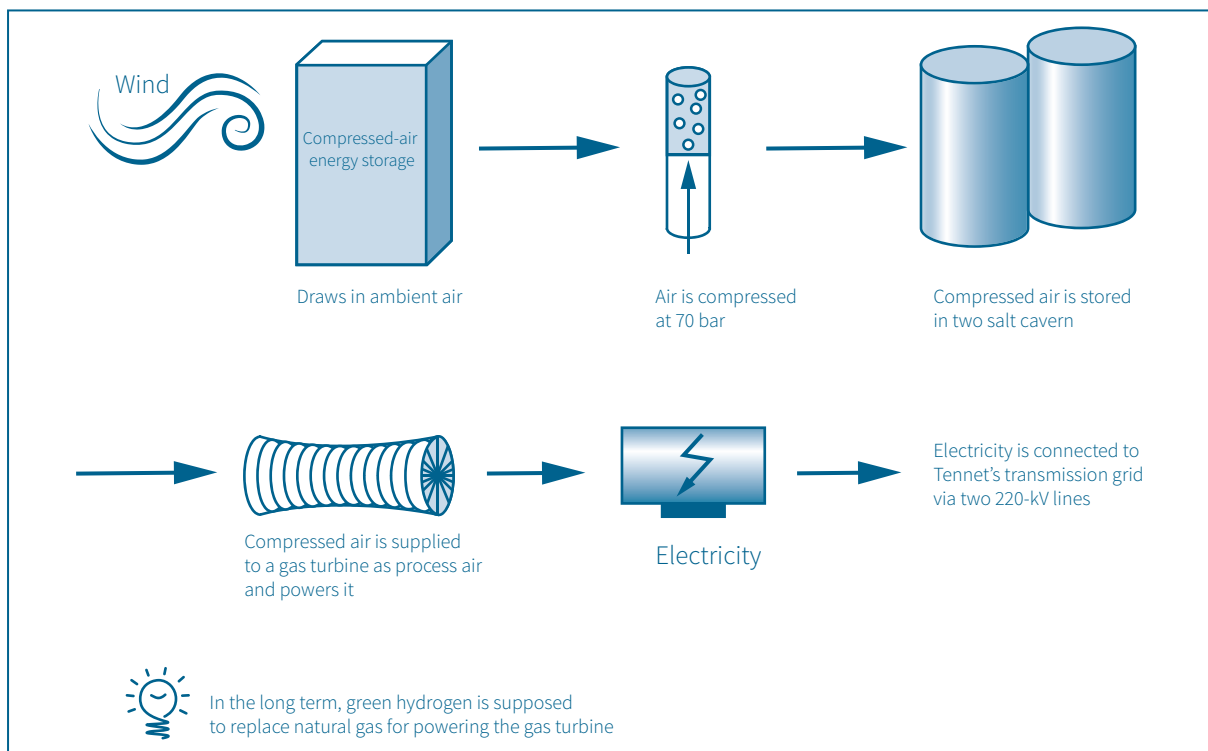 Wind
Compressed-air
energy storage
Draws in ambient air
Air is compressed
at 70 bar
Compressed air is stored
in two salt cavern
Compressed air is supplied
to a gas turbine as process air
and powers it
Electricity
Electricity is connected to
Tennet’s transmission grid
via two 220-kV lines
In the long term, green hydrogen is supposed
to replace natural gas for powering the gas turbine